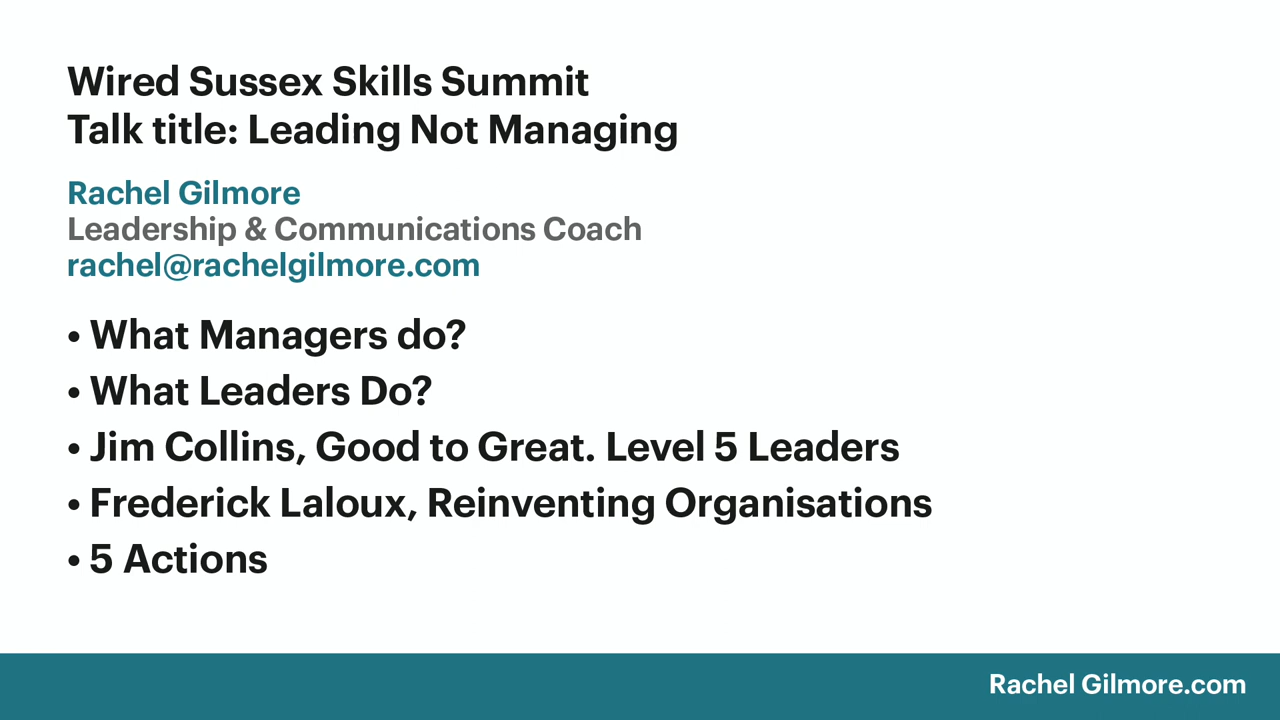 Wired Sussex Skills Summit
Talk title: Leading Not Managing
Rachel Gilmore
Leadership & Communications Coach
rachel@rachelgilmore.com
• What Managers do?
• What Leaders Do?
• Jim Collins, Good to Great. Level 5 Leaders
• Frederick Laloux, Reinventing Organisations
• 5 Actions
Rachel Gilmore.com